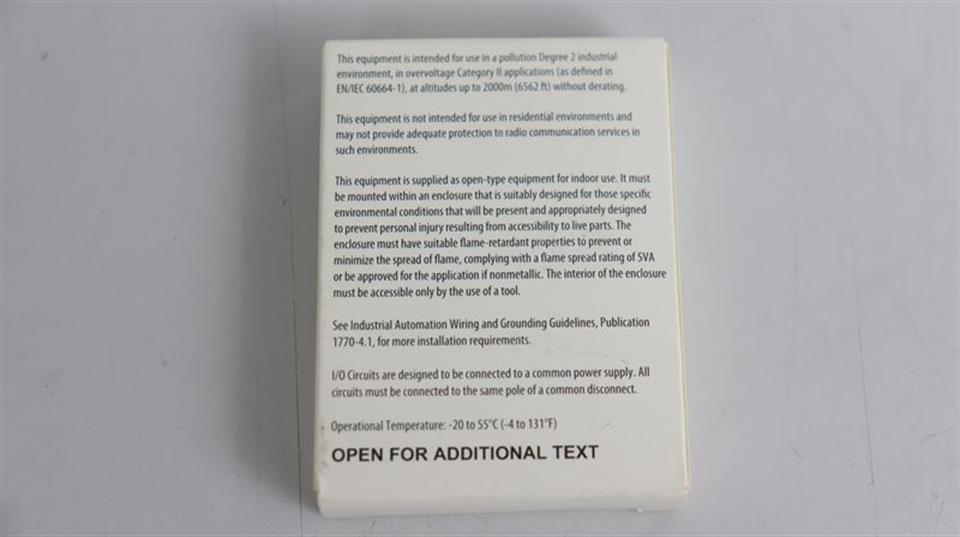 This equipment is intended for use in a pollution Degree 2 industrial
environment, in overvoltage Category II applications (as defined in
EN/IEC 60664-1), at altitudes up to 2000m (6562 ft) without derating.
This equipment is not intended for use in residential environments and
may not provide adequate protection to radio communication services in
such environments.
This equipment is supplied as open-type equipment for indoor use. It must
be mounted within an enclosure that is suitably designed for those specific
environmental conditions that will be present and appropriately designed
to prevent personal injury resulting from accessibility to live parts. The
enclosure must have suitable flame-retardant properties to prevent or
minimize the spread of flame, complying with a flame spread rating of 5VA
or be approved for the application if nonmetallic. The interior of the enclosure
must be accessible only by the use of a tool.
See Industrial Automation Wiring and Grounding Guidelines, Publication
1770-4.1, for more installation requirements.
I/O Circuits are designed to be connected to a common power supply. All
circuits must be connected to the same pole of a common disconnect.
Operational Temperature: -20 to 55°C (-4 to 131°F)
OPEN FOR ADDITIONAL TEXT